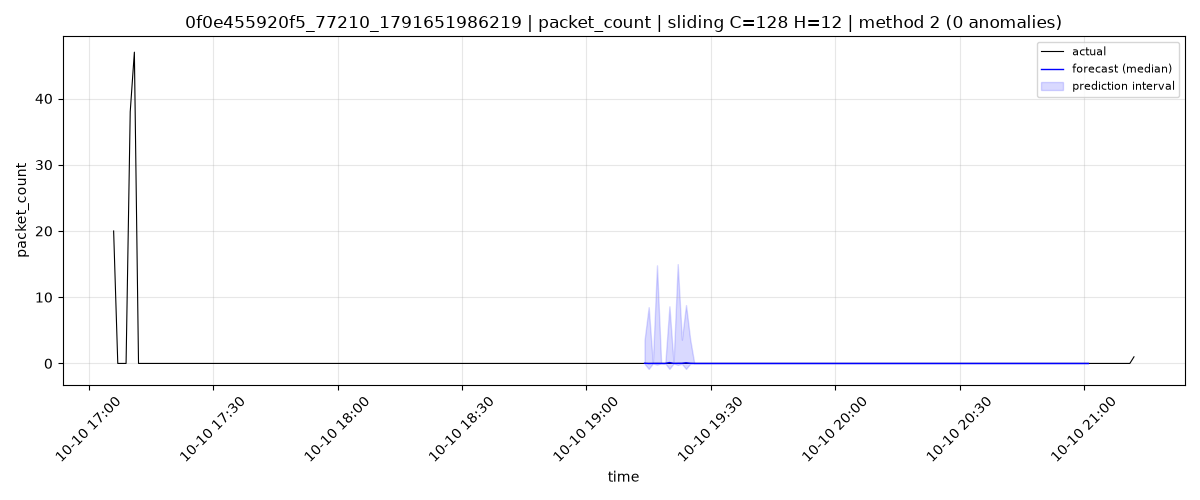 0f0e455920f5_77210_1791651986219 | packet_count | sliding C=128 H=12 | method 2 (0 anomalies)
actual
forecast (median)
prediction interval
packet_count
40
30
20
10
0
10-10 17:00
10-10 17:30
10-10 18:00
10-10 18:30
10-10 19:00
10-10 19:30
10-10 20:00
10-10 20:30
10-10 21:00
time